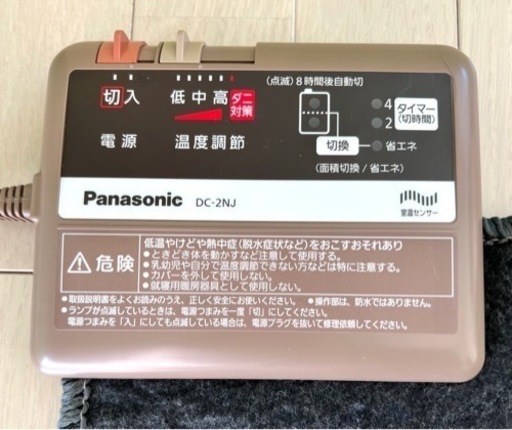 (点滅)8時間後自動切
切 入 低 中 高 ダニ対策
4
2
タイマー
(切時間)
電源 温度調節
切換
省エネ
(面積切換/省エネ)
Panasonic DC-2NJ
室温センサー
危険
低温やけどや熱中症(脱水症状など)をおこすおそれあり
●ときどき体を動かすなど注意して使用する。
●乳幼児や自分で温度調節できない方などは特に注意する。
●カバーを外して使用しない。
●就寝用暖房器具として使用しない。
●取扱説明書をよくお読みのうえ、正しく安全にお使いください。 ●操作部は、防水ではありません。
●ランプが点滅しているときは、電源つまみを一度「切」にしてください。
電源つまみを「入」にしても点滅している場合は、電源プラグを抜いて修理依頼してください。